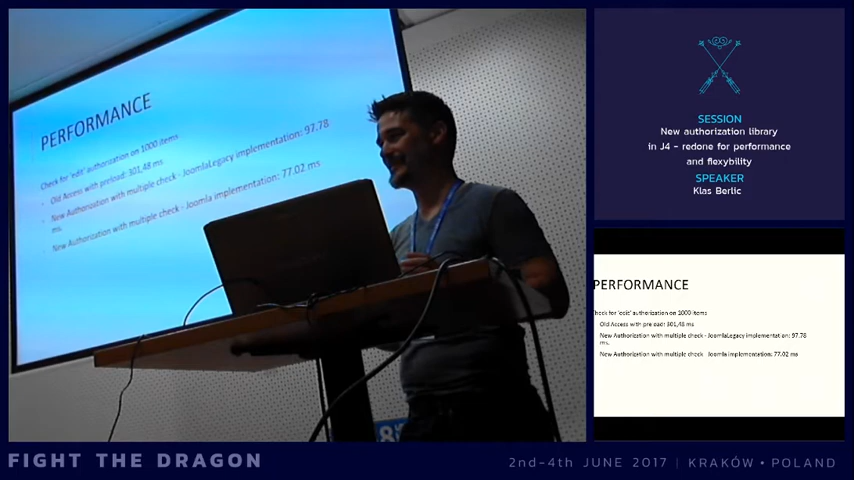 PERFORMANCE
Check for 'edit' authorization on 1000 items
Old Access with preload: 301,48 ms
New Authorization with multiple check - JoomlaLegacy implementation: 97.78
ms.
New Authorization with multiple check - Joomla implementation: 77.02 ms
SESSION
New authorization library
in J4 - redone for performance
and flexybility
SPEAKER
Klas Berlic
PERFORMANCE
Check for 'edit' authorization on 1000 items
Old Access with preload: 301,48 ms
New Authorization with multiple check - JoomlaLegacy implementation: 97.78
ms.
New Authorization with multiple check - Joomla implementation: 77.02 ms
8
FIGHT THE DRAGON
2nd-4th JUNE 2017 | KRAKÓW • POLAND